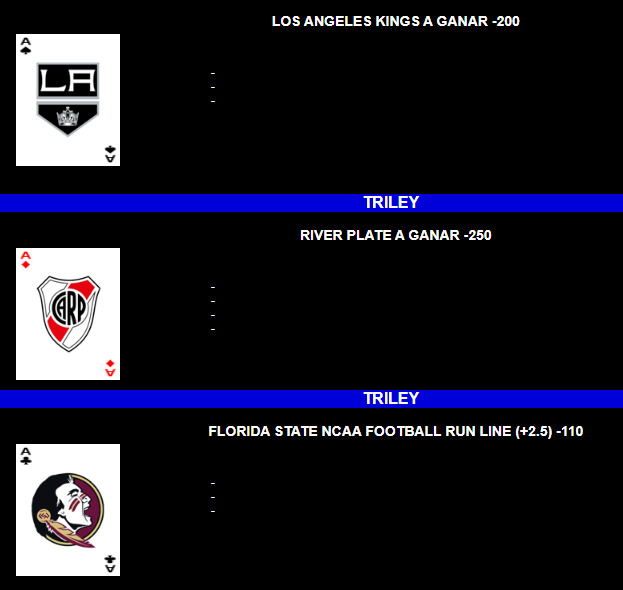 LOS ANGELES KINGS A GANAR -200
A
LA
-
-
-
A
TRILEY
RIVER PLATE A GANAR -250
A
CARP
-
-
-
-
A
TRILEY
FLORIDA STATE NCAA FOOTBALL RUN LINE (+2.5) -110
A
-
-
-
A